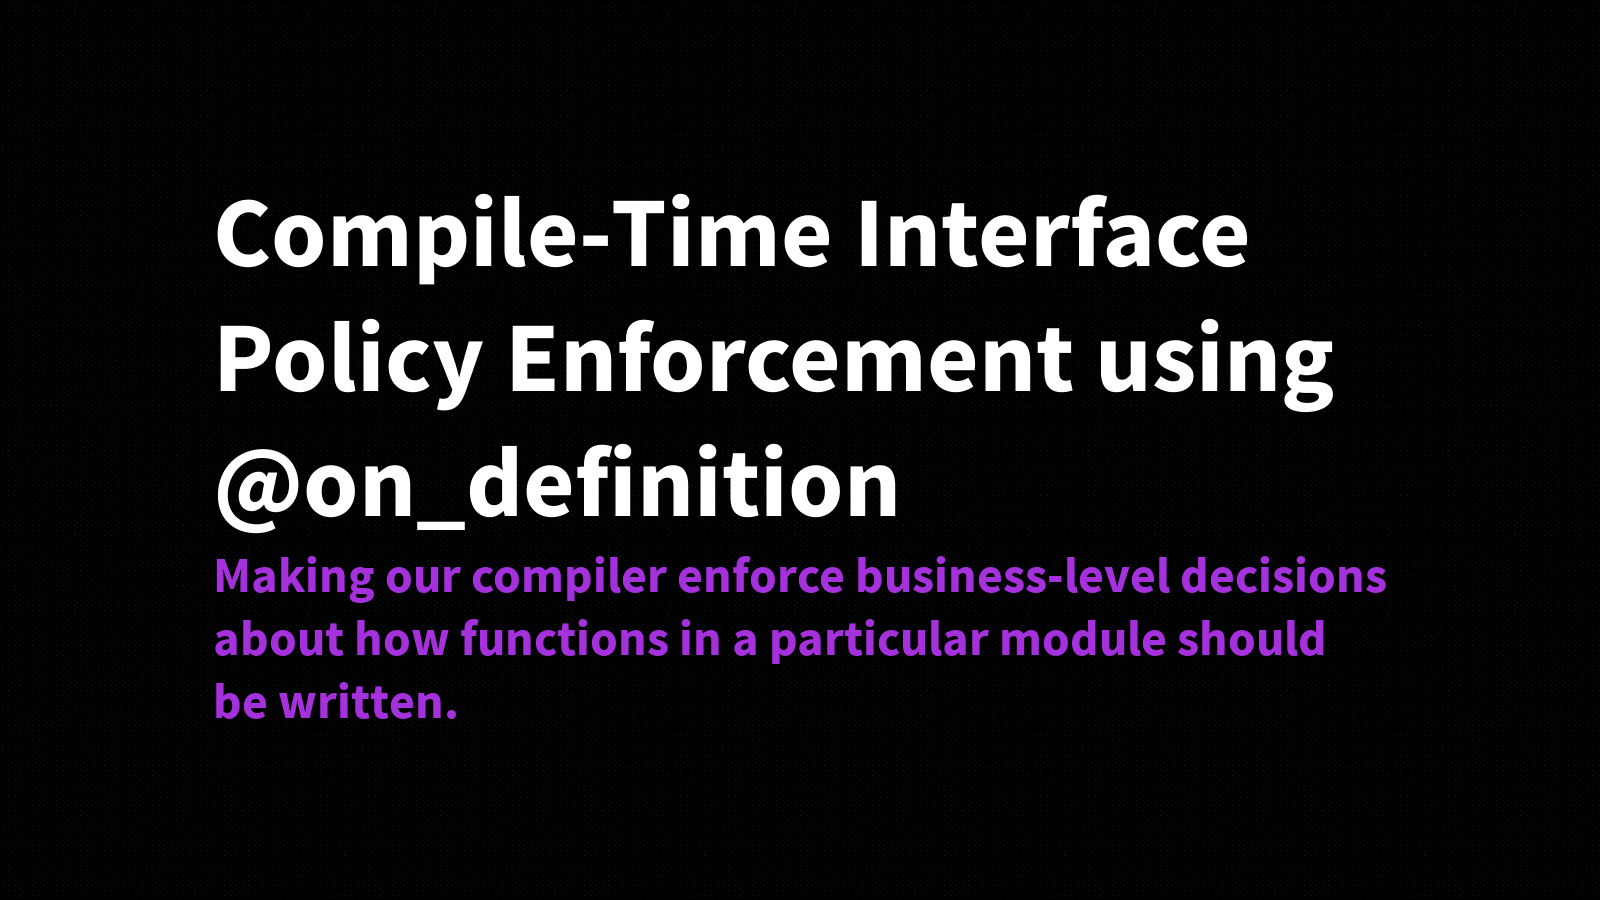 Compile-Time Interface
Policy Enforcement using
@on_definition
Making our compiler enforce business-level decisions
about how functions in a particular module should
be written.